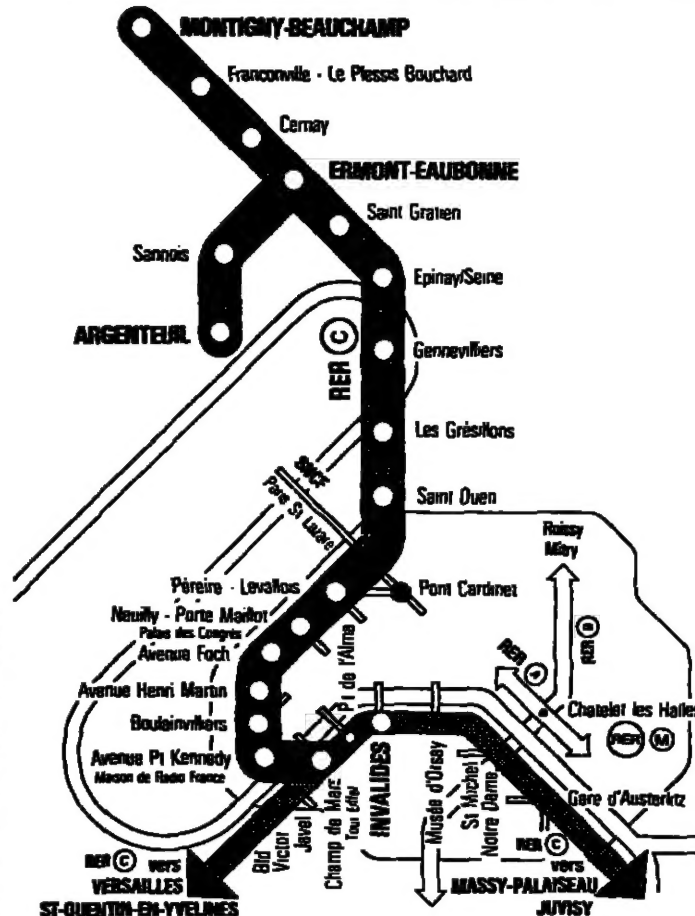 MONTIGNY-BEAUCHAMP
Franconville - Le Plessis Bouchard
Cernay
ERMONT-EAUBONNE
Saint Gratien
Sannois
Epinay/Seine
ARGENTEUIL
RER C
Gennevilliers
Les Grésillons
SNCF
Paris St Lazare
Saint Ouen
Roissy
Mitry
Péreire - Levallois
Pont Cardinet
Neuilly - Porte Maillot
Palais des Congrès
Avenue Foch
Pt de l'Alma
RER A
RER B
Avenue Henri Martin
Chatelet les Halles
RER M
Boulainvilliers
Avenue Pt Kennedy
Maison de Radio France
Bld Victor
Javel
Champ de Mars
Tour Eiffel
INVALIDES
Musée d'Orsay
St Michel
Notre Dame
Gare d'Austerlitz
RER C vers
VERSAILLES
ST-QUENTIN-EN-YVELINES
RER C vers
MASSY-PALAISEAU
JUVISY